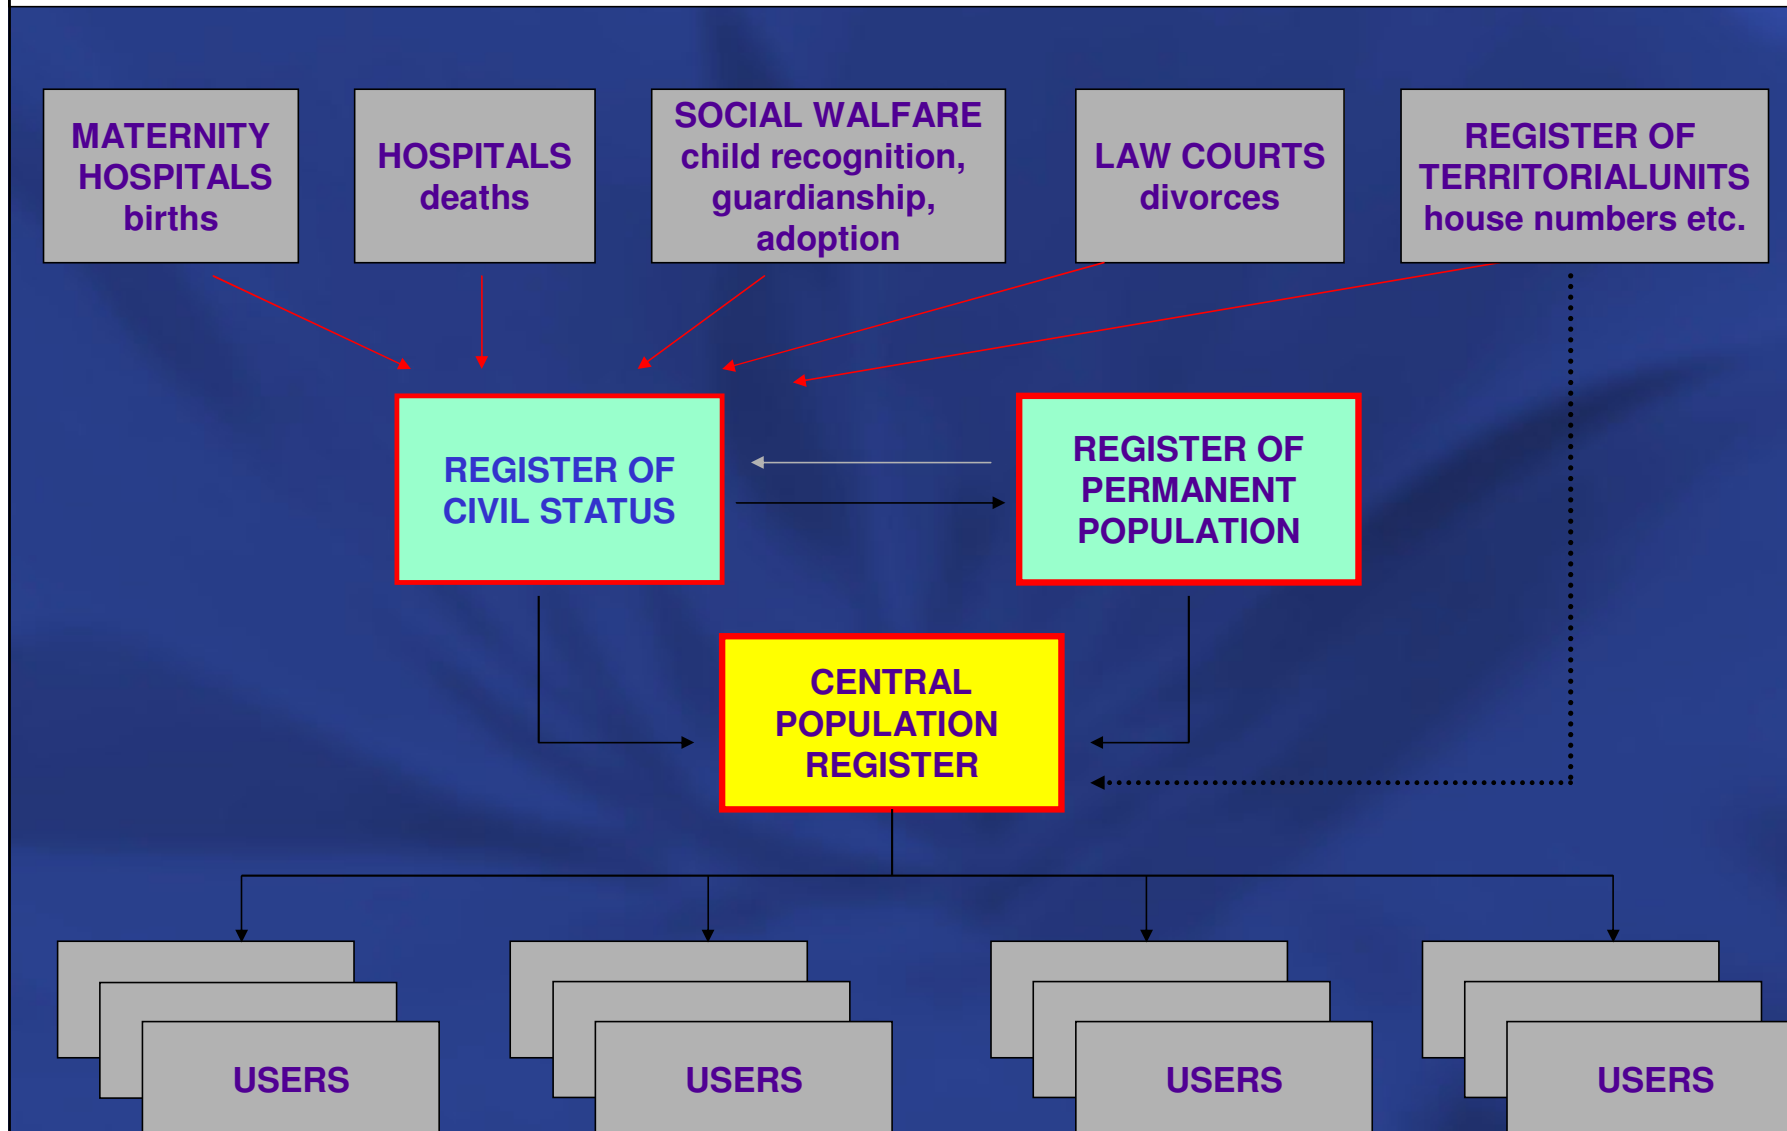 MATERNITY
HOSPITALS
births
HOSPITALS
deaths
SOCIAL WALFARE
child recognition,
guardianship,
adoption
LAW COURTS
divorces
REGISTER OF
TERRITORIALUNITS
house numbers etc.
REGISTER OF
CIVIL STATUS
REGISTER OF
PERMANENT
POPULATION
CENTRAL
POPULATION
REGISTER
USERS
USERS
USERS
USERS